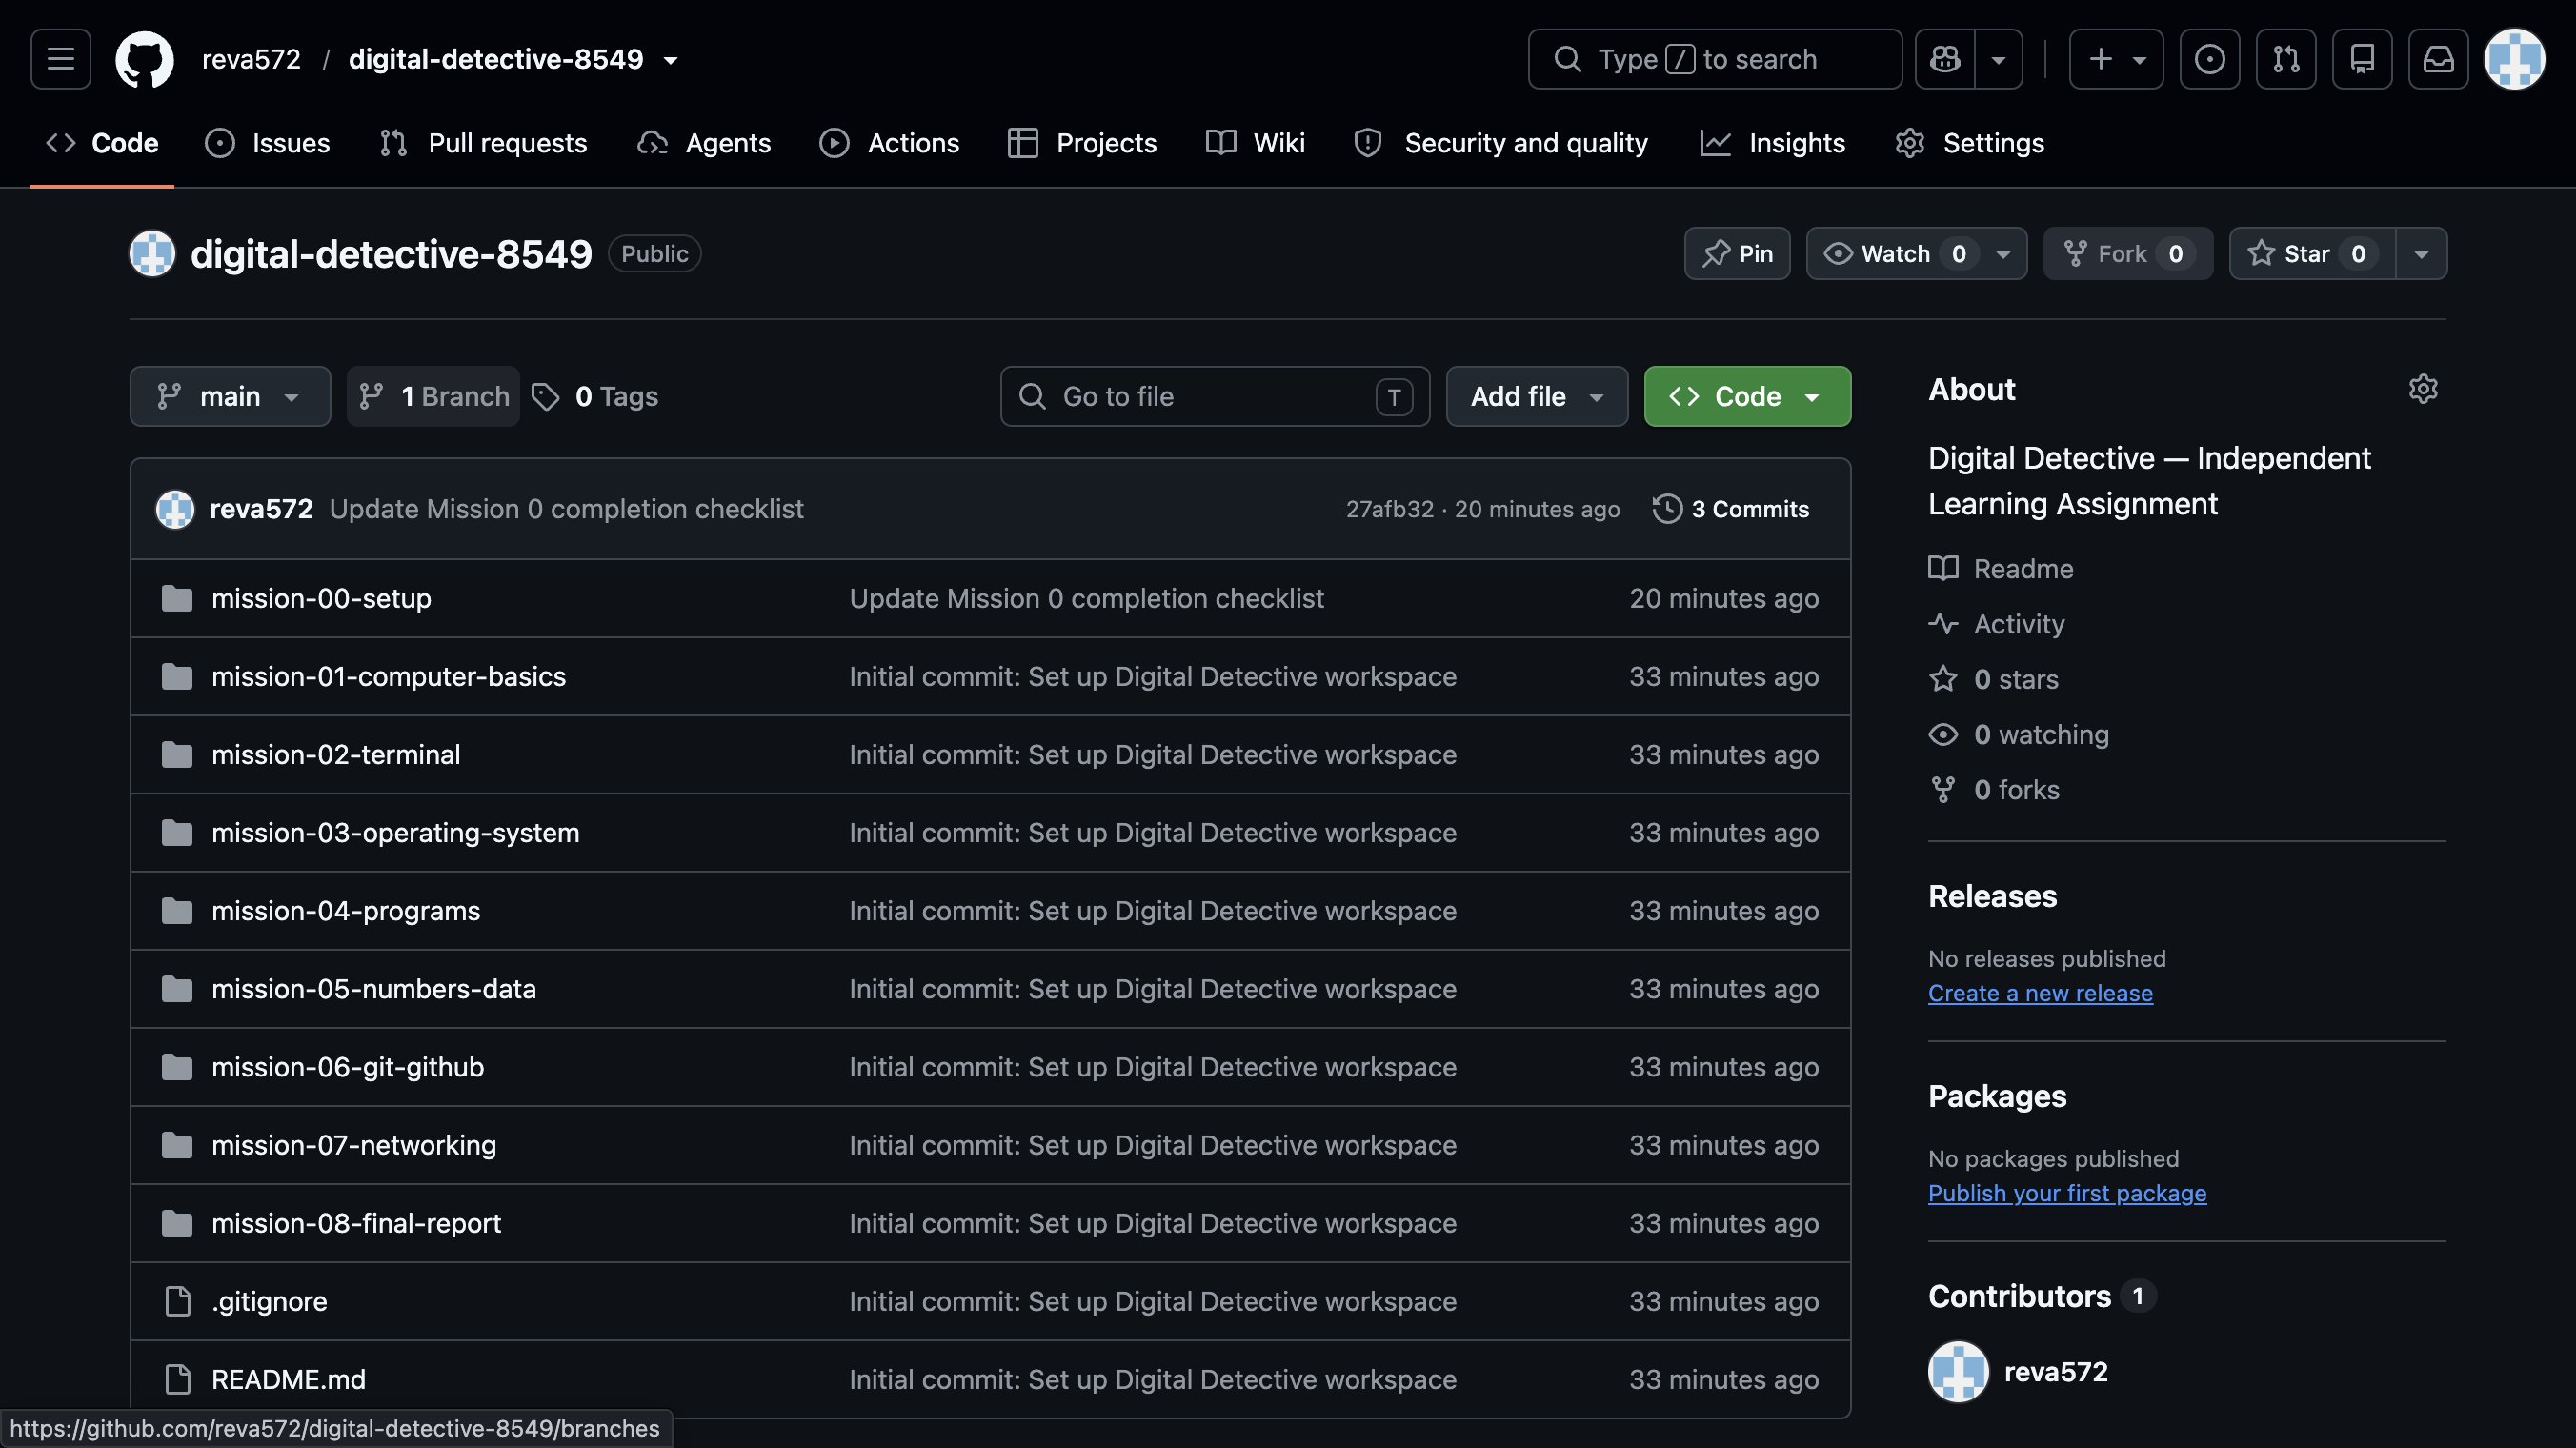 reva572 / digital-detective-8549
Type / to search
Code
Issues
Pull requests
Agents
Actions
Projects
Wiki
Security and quality
Insights
Settings
digital-detective-8549 Public
Pin
Watch 0
Fork 0
Star 0
main
1 Branch
0 Tags
Go to file T
Add file
Code
reva572 Update Mission 0 completion checklist 27afb32 · 20 minutes ago 3 Commits
mission-00-setup Update Mission 0 completion checklist 20 minutes ago
mission-01-computer-basics Initial commit: Set up Digital Detective workspace 33 minutes ago
mission-02-terminal Initial commit: Set up Digital Detective workspace 33 minutes ago
mission-03-operating-system Initial commit: Set up Digital Detective workspace 33 minutes ago
mission-04-programs Initial commit: Set up Digital Detective workspace 33 minutes ago
mission-05-numbers-data Initial commit: Set up Digital Detective workspace 33 minutes ago
mission-06-git-github Initial commit: Set up Digital Detective workspace 33 minutes ago
mission-07-networking Initial commit: Set up Digital Detective workspace 33 minutes ago
mission-08-final-report Initial commit: Set up Digital Detective workspace 33 minutes ago
.gitignore Initial commit: Set up Digital Detective workspace 33 minutes ago
README.md Initial commit: Set up Digital Detective workspace 33 minutes ago
About
Digital Detective — Independent
Learning Assignment
Readme
Activity
0 stars
0 watching
0 forks
Releases
No releases published
Create a new release
Packages
No packages published
Publish your first package
Contributors 1
reva572
https://github.com/reva572/digital-detective-8549/branches